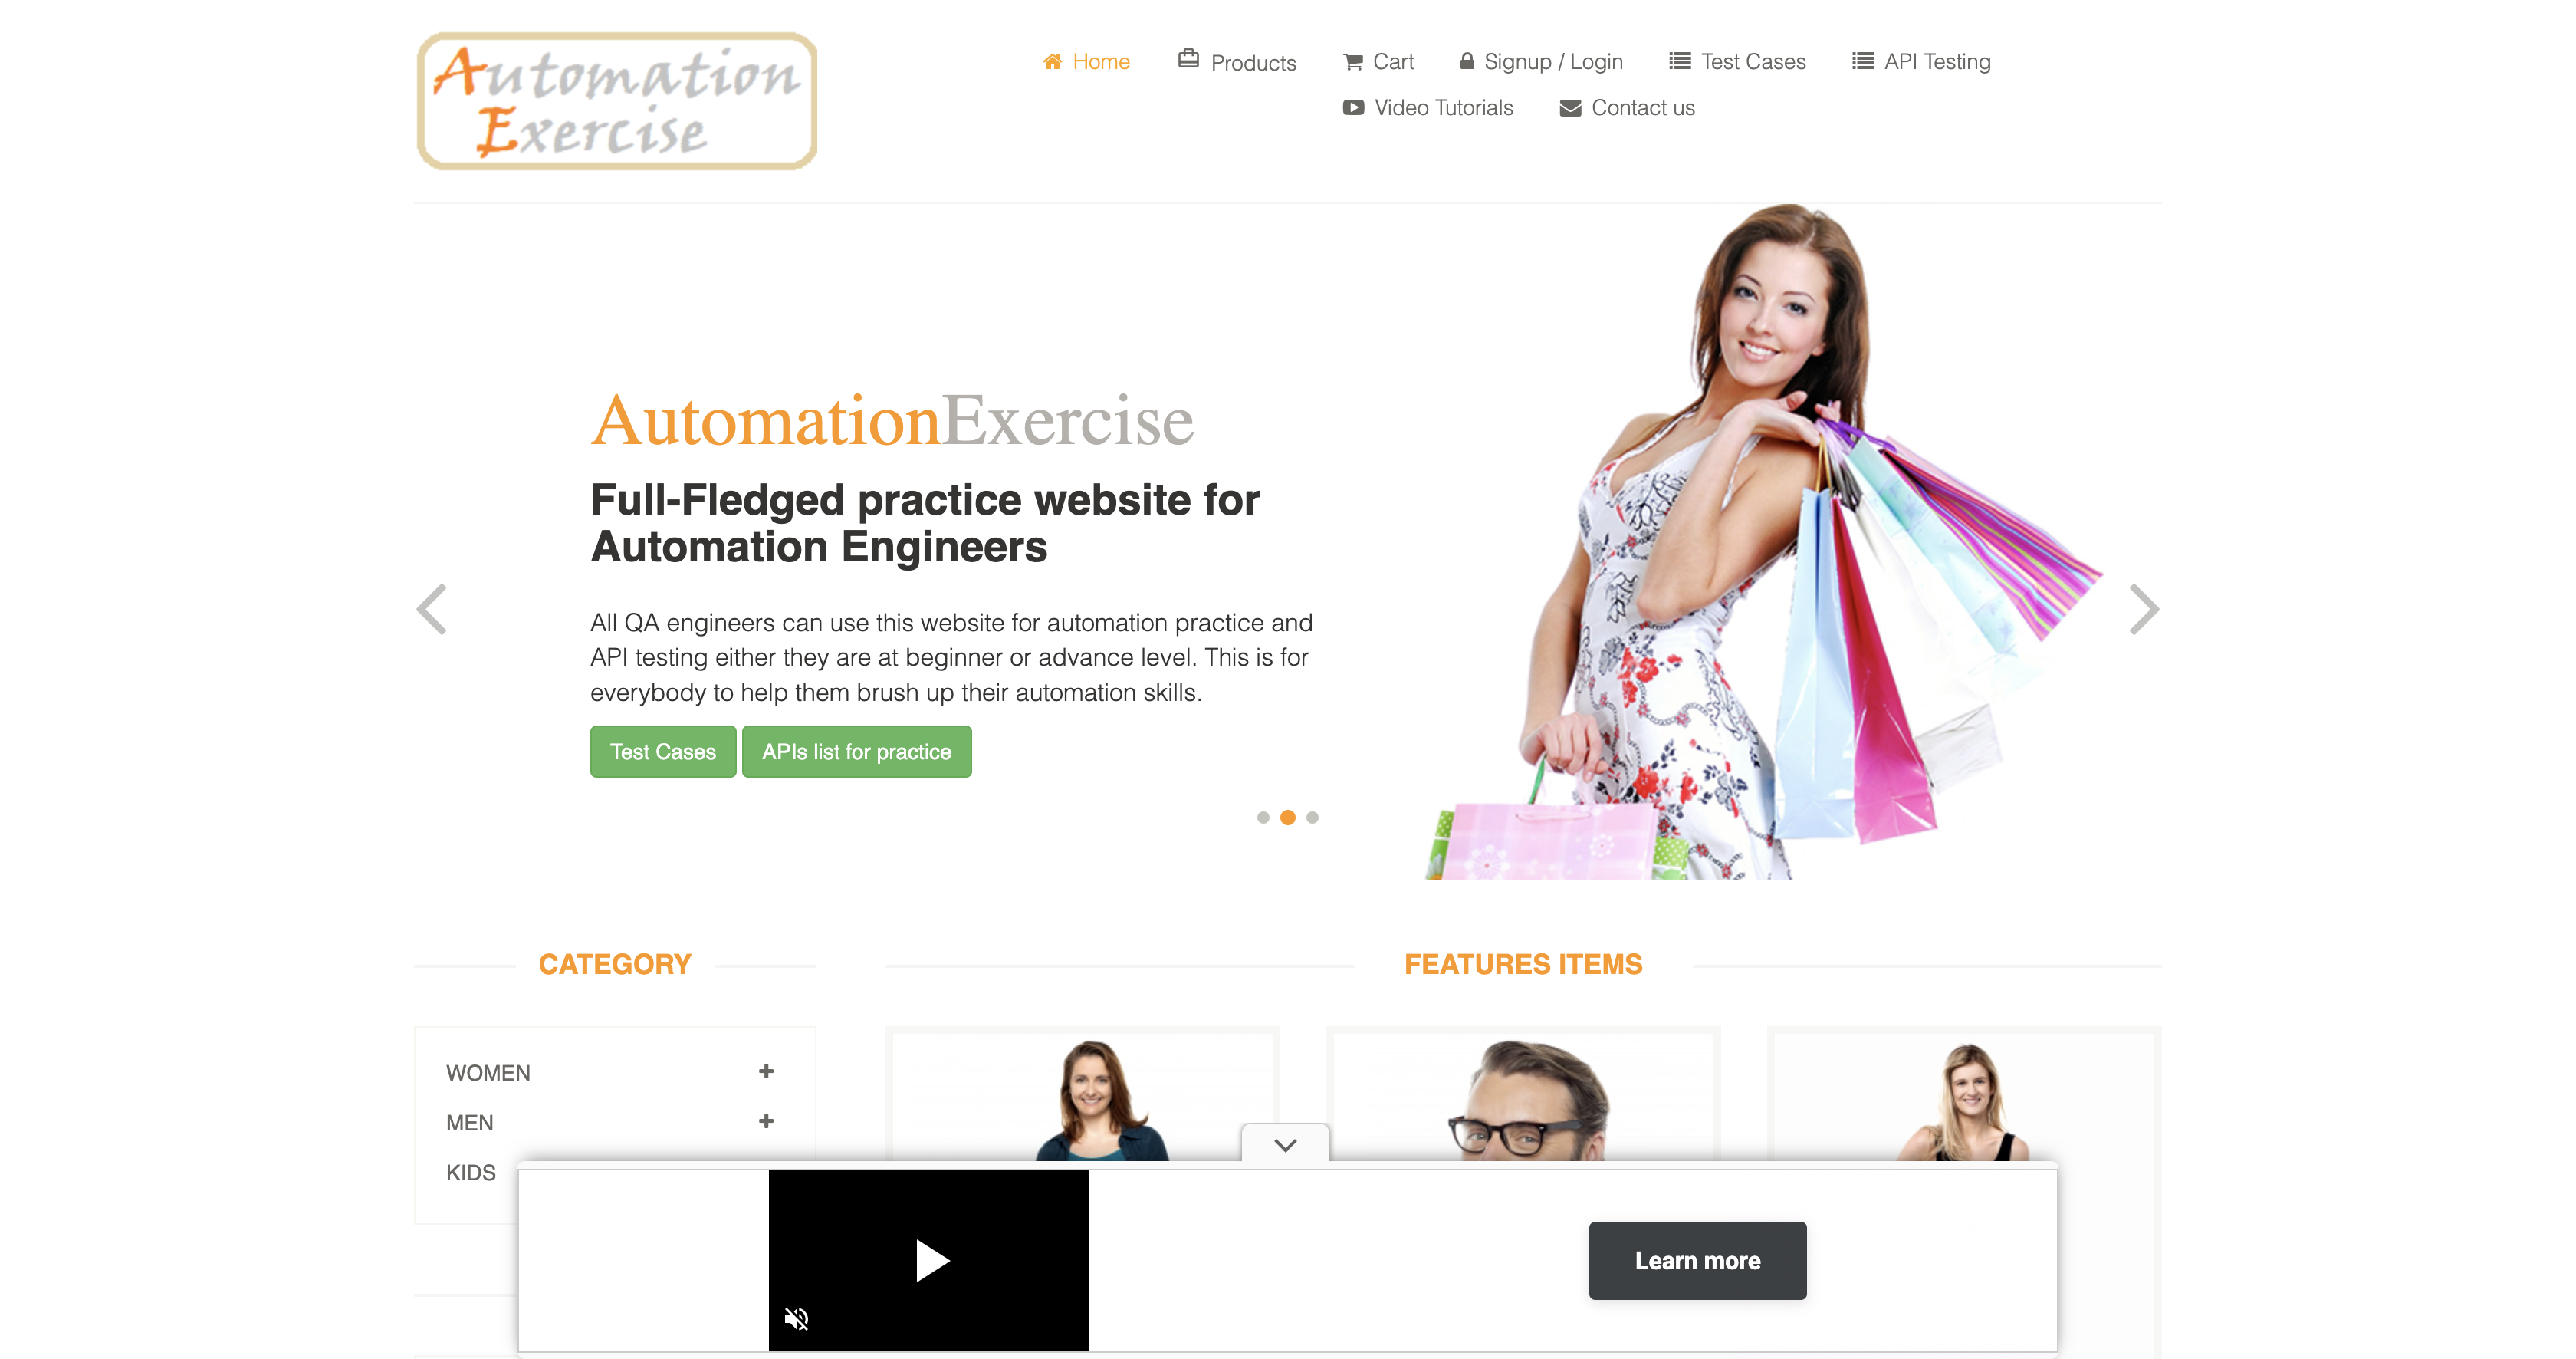 Automation
Exercise
Home Products Cart Signup / Login Test Cases API Testing
Video Tutorials Contact us
AutomationExercise
Full-Fledged practice website for
Automation Engineers
All QA engineers can use this website for automation practice and
API testing either they are at beginner or advance level. This is for
everybody to help them brush up their automation skills.
Test Cases APIs list for practice
CATEGORY
FEATURES ITEMS
WOMEN
MEN
KIDS
Learn more